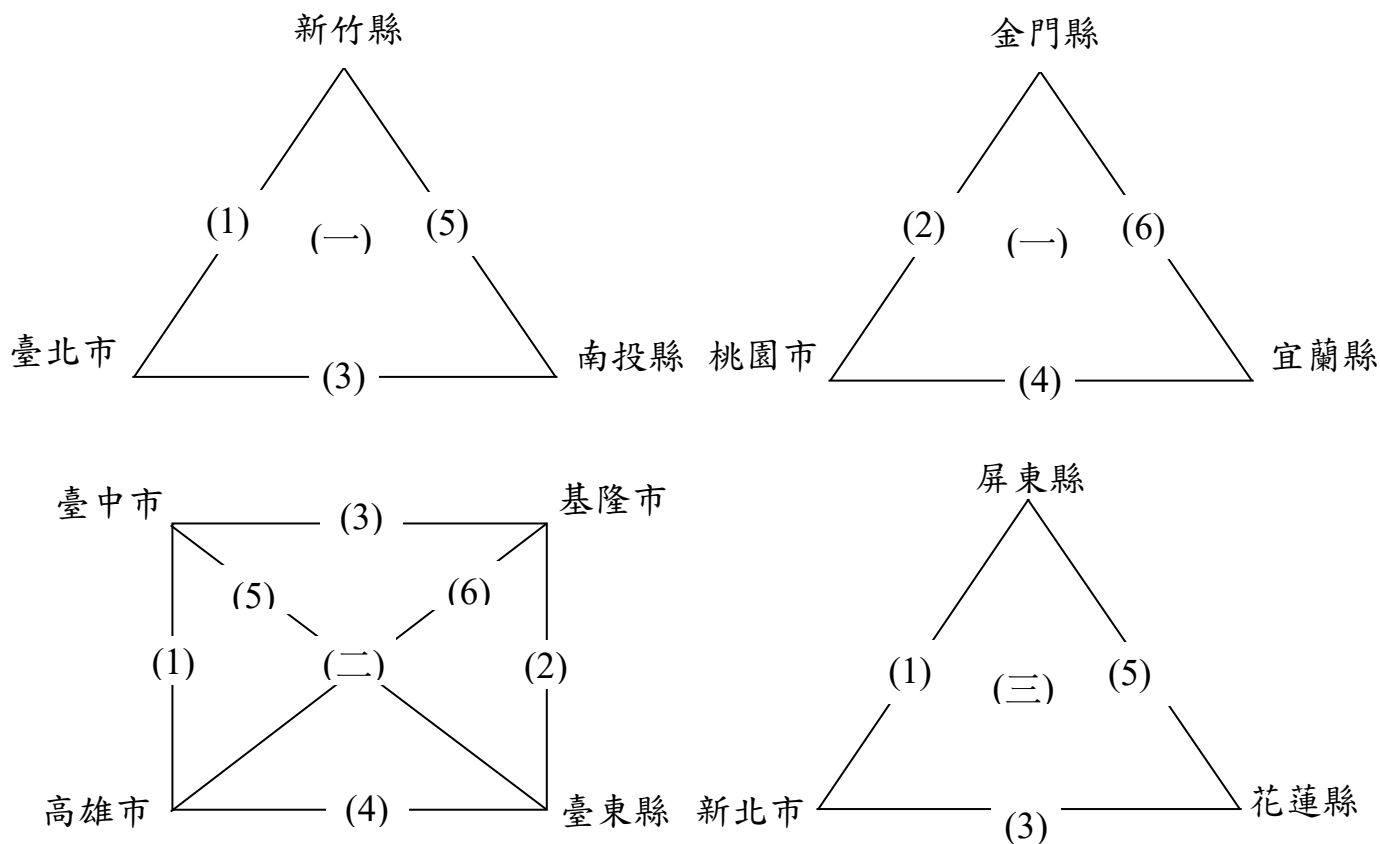 新竹縣
(1)
(一)
(5)
臺北市
(3)
南投縣
金門縣
(2)
(一)
(6)
桃園市
(4)
宜蘭縣
臺中市
(3)
基隆市
(5)
(6)
(1)
(二)
(2)
高雄市
(4)
臺東縣
屏東縣
(1)
(三)
(5)
新北市
(3)
花蓮縣